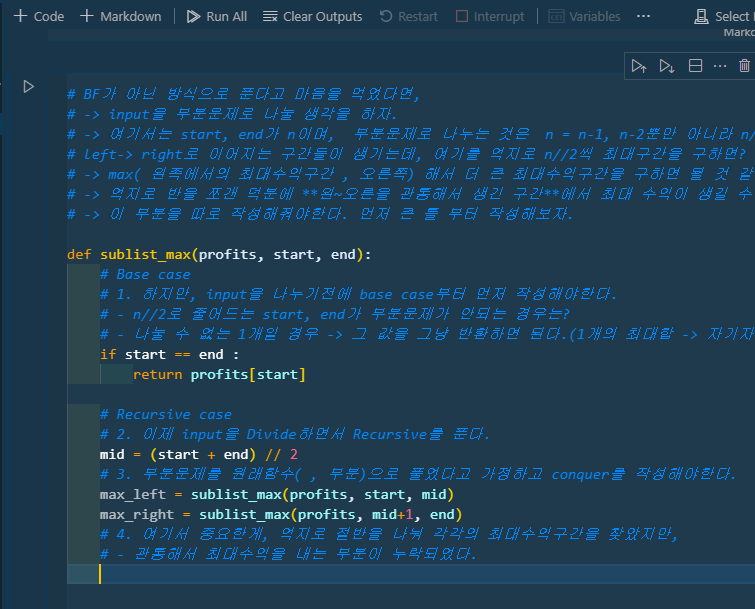 Code Markdown Run All Clear Outputs Restart Interrupt Variables ... Select
Marko
# BF가 아닌 방식으로 푼다고 마음을 먹었다면,
# -> input을 부분문제로 나눌 생각을 하자.
# -> 여기서는 start, end가 n이며, 부분문제로 나누는 것은 n = n-1, n-2뿐만 아니라 n/
# left-> right로 이어지는 구간들이 생기는데, 여기를 억지로 n//2씩 최대구간을 구하면?
# -> max( 왼쪽에서의 최대수익구간 , 오른쪽) 해서 더 큰 최대수익구간을 구하면 될 것 같
# -> 억지로 반을 쪼갠 덕분에 **왼~오른을 관통해서 생긴 구간**에서 최대 수익이 생길 수
# -> 이 부분을 따로 작성해줘야한다. 먼저 큰 틀 부터 작성해보자.
def sublist_max(profits, start, end):
# Base case
# 1. 하지만, input을 나누기전에 base case부터 먼저 작성해야한다.
# - n//2로 줄어드는 start, end가 부분문제가 안되는 경우는?
# - 나눌 수 없는 1개일 경우 -> 그 값을 그냥 반환하면 된다.(1개의 최대합 -> 자기자
if start == end :
return profits[start]
# Recursive case
# 2. 이제 input을 Divide하면서 Recursive를 푼다.
mid = (start + end) // 2
# 3. 부분문제를 원래함수( , 부분)으로 풀었다고 가정하고 conquer를 작성해야한다.
max_left = sublist_max(profits, start, mid)
max_right = sublist_max(profits, mid+1, end)
# 4. 여기서 중요한게, 억지로 절반을 나눠 각각의 최대수익구간을 찾았지만,
# - 관통해서 최대수익을 내는 부분이 누락되었다.